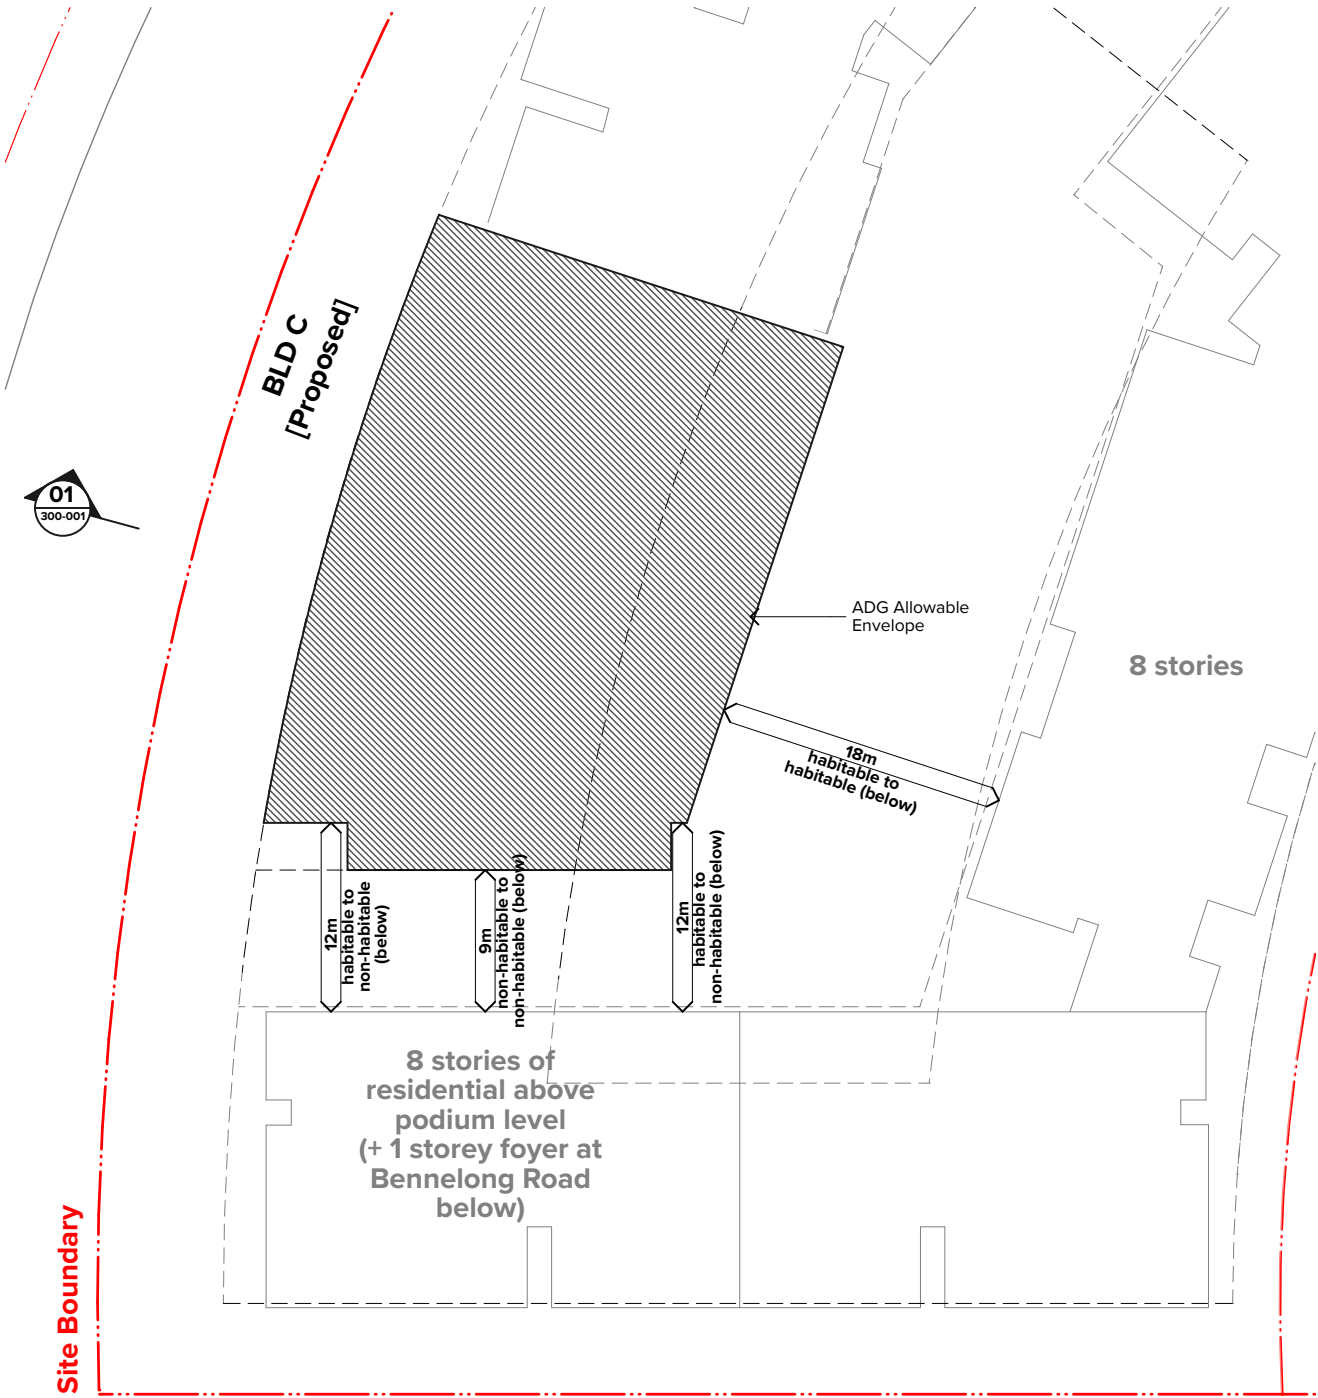 BLD C
[Proposed]
01
300-001
ADG Allowable
Envelope
8 stories
18m
habitable to
habitable (below)
12m
habitable to
non-habitable
(below)
9m
non-habitable to
non-habitable (below)
12m
habitable to
non-habitable (below)
8 stories of
residential above
podium level
(+ 1 storey foyer at
Bennelong Road
below)
Site Boundary